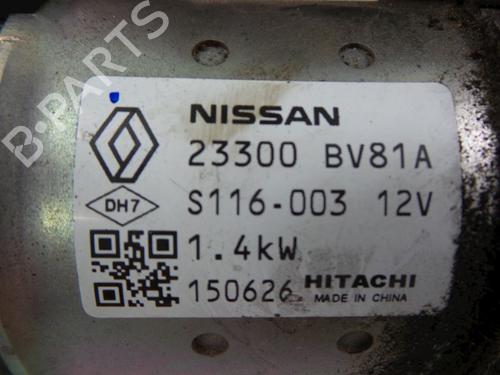 B-PARTS
NISSAN
23300 BV81A
DH7
S116-003 12V
1.4kW
150626 HITACHI
MADE IN CHINA